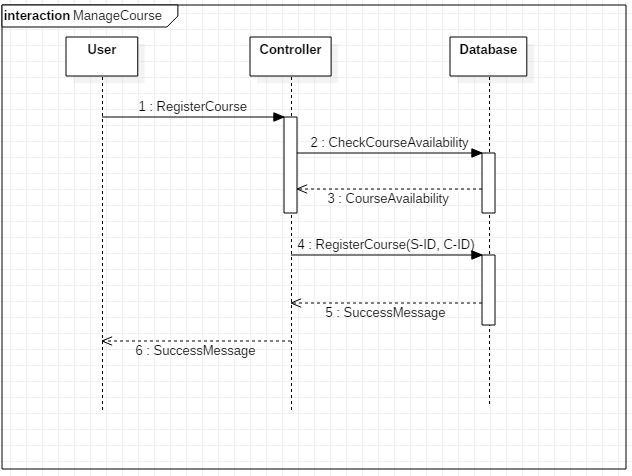 interaction ManageCourse
User
Controller
Database
1 : RegisterCourse
2 : CheckCourseAvailability
3 : CourseAvailability
4 : RegisterCourse(S-ID, C-ID)
5 : SuccessMessage
6 : SuccessMessage